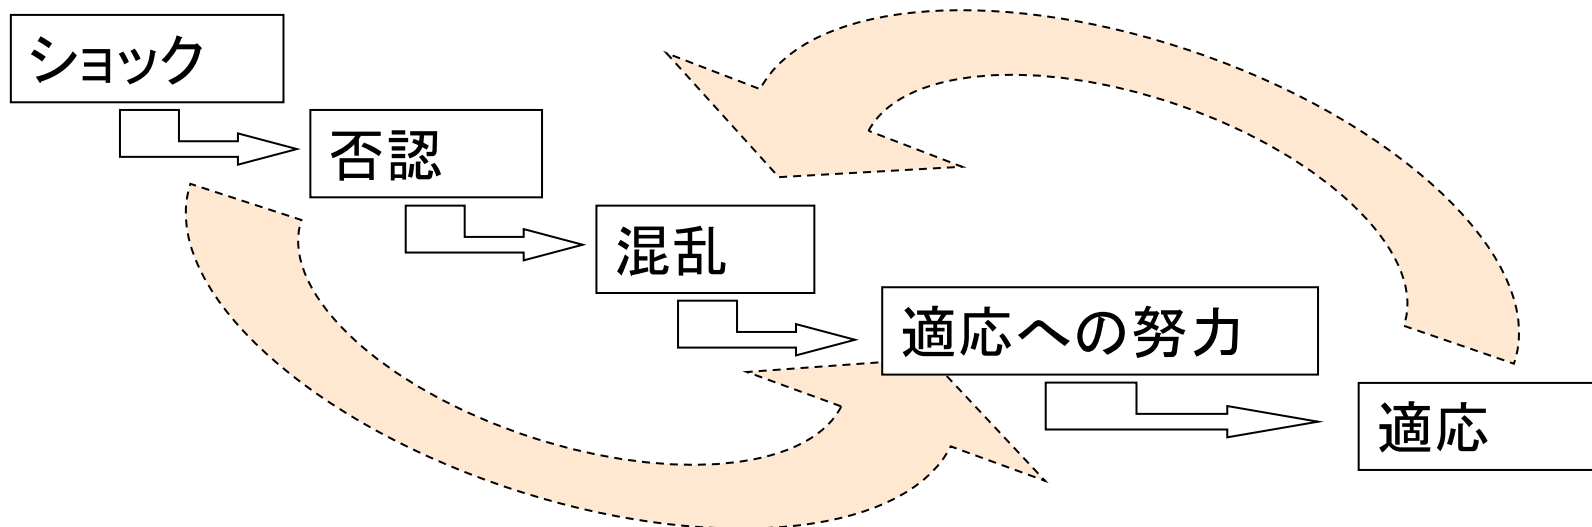 ショック
否認
混乱
適応への努力
適応